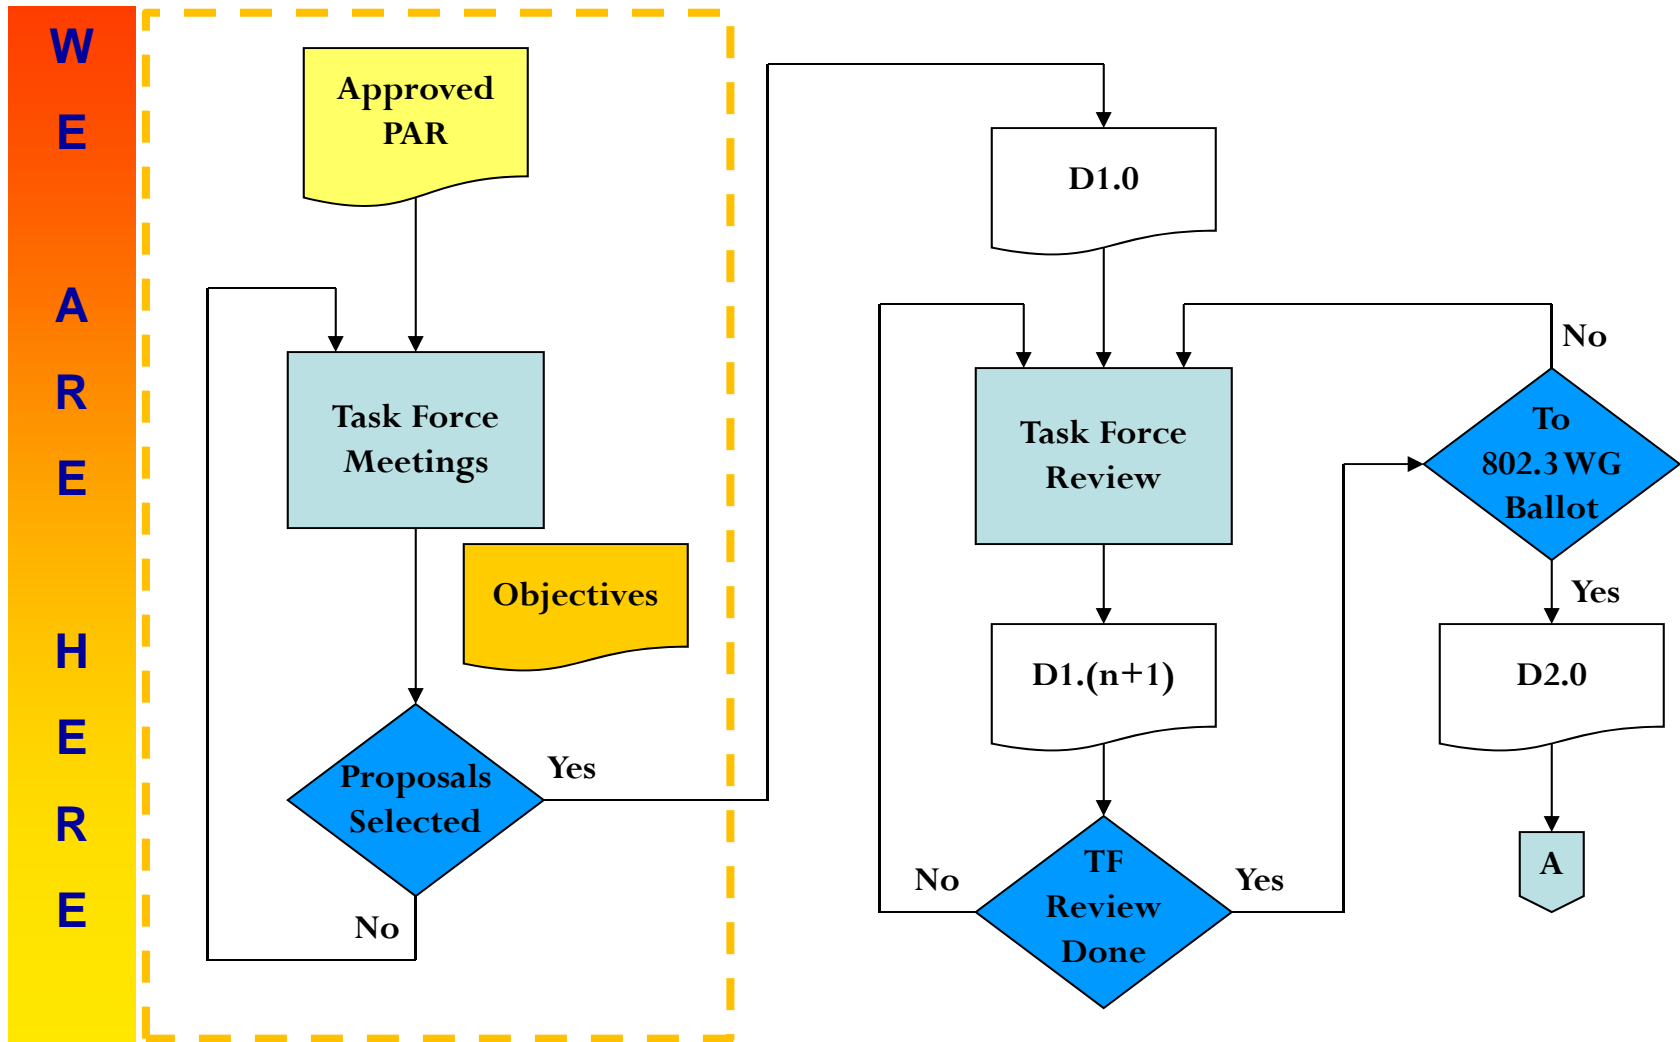 W
E
A
R
E
H
E
R
E
Approved
PAR
Task Force
Meetings
Objectives
Proposals
Selected
Yes
No
D1.0
Task Force
Review
D1.(n+1)
TF
Review
Done
No
Yes
To
802.3 WG
Ballot
No
Yes
D2.0
A